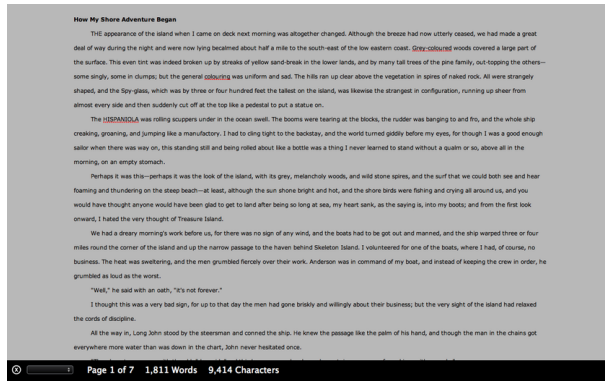 How My Shore Adventure Began
THE appearance of the island when I came on deck next morning was altogether changed. Although the breeze had now utterly ceased, we had made a great
deal of way during the night and were now lying becalmed about half a mile to the south-east of the low eastern coast. Grey-coloured woods covered a large part of
the surface. This even tint was indeed broken up by streaks of yellow sand-break in the lower lands, and by many tall trees of the pine family, out-topping the others—
some singly, some in clumps; but the general colouring was uniform and sad. The hills ran up clear above the vegetation in spires of naked rock. All were strangely
shaped, and the Spy-glass, which was by three or four hundred feet the tallest on the island, was likewise the strangest in configuration, running up sheer from
almost every side and then suddenly cut off at the top like a pedestal to put a statue on.
The HISPANIOLA was rolling scuppers under in the ocean swell. The booms were tearing at the blocks, the rudder was banging to and fro, and the whole ship
creaking, groaning, and jumping like a manufactory. I had to cling tight to the backstay, and the world turned giddily before my eyes, for though I was a good enough
sailor when there was way on, this standing still and being rolled about like a bottle was a thing I never learned to stand without a qualm or so, above all in the
morning, on an empty stomach.
Perhaps it was this—perhaps it was the look of the island, with its grey, melancholy woods, and wild stone spires, and the surf that we could both see and hear
foaming and thundering on the steep beach—at least, although the sun shone bright and hot, and the shore birds were fishing and crying all around us, and you
would have thought anyone would have been glad to get to land after being so long at sea, my heart sank, as the saying is, into my boots; and from the first look
onward, I hated the very thought of Treasure Island.
We had a dreary morning's work before us, for there was no sign of any wind, and the boats had to be got out and manned, and the ship warped three or four
miles round the corner of the island and up the narrow passage to the haven behind Skeleton Island. I volunteered for one of the boats, where I had, of course, no
business. The heat was sweltering, and the men grumbled fiercely over their work. Anderson was in command of my boat, and instead of keeping the crew in order, he
grumbled as loud as the worst.
"Well," he said with an oath, "it's not forever."
I thought this was a very bad sign, for up to that day the men had gone briskly and willingly about their business; but the very sight of the island had relaxed
the cords of discipline.
All the way in, Long John stood by the steersman and conned the ship. He knew the passage like the palm of his hand, and though the man in the chains got
everywhere more water than was down in the chart, John never hesitated once.
Page 1 of 7 1,811 Words 9,414 Characters